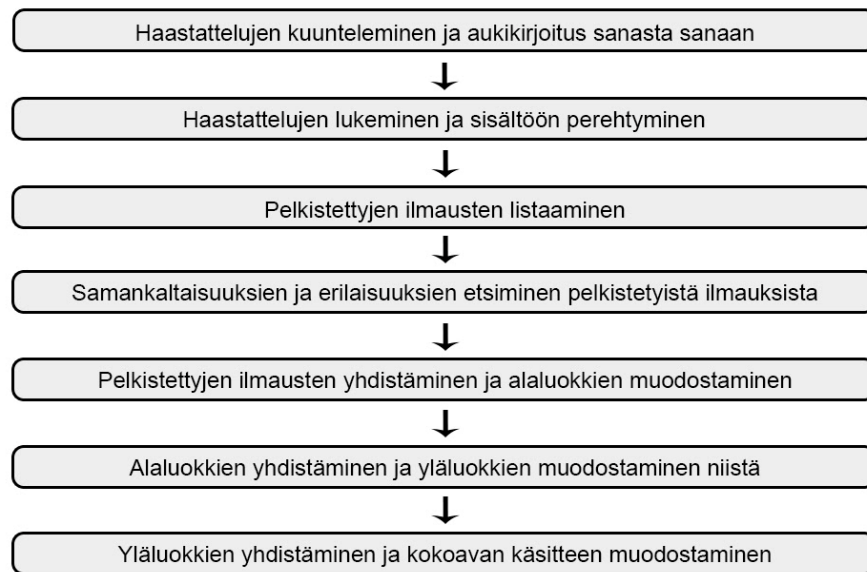 Haastattelujen kuunteleminen ja aukikirjoitus sanasta sanaan
Haastattelujen lukeminen ja sisältöön perehtyminen
Pelkistettyjen ilmausten listaaminen
Samankaltaisuuksien ja erilaisuuksien etsiminen pelkistetyistä ilmauksista
Pelkistettyjen ilmausten yhdistäminen ja alaluokkien muodostaminen
Alaluokkien yhdistäminen ja yläluokkien muodostaminen niistä
Yläluokkien yhdistäminen ja kokoavan käsitteen muodostaminen